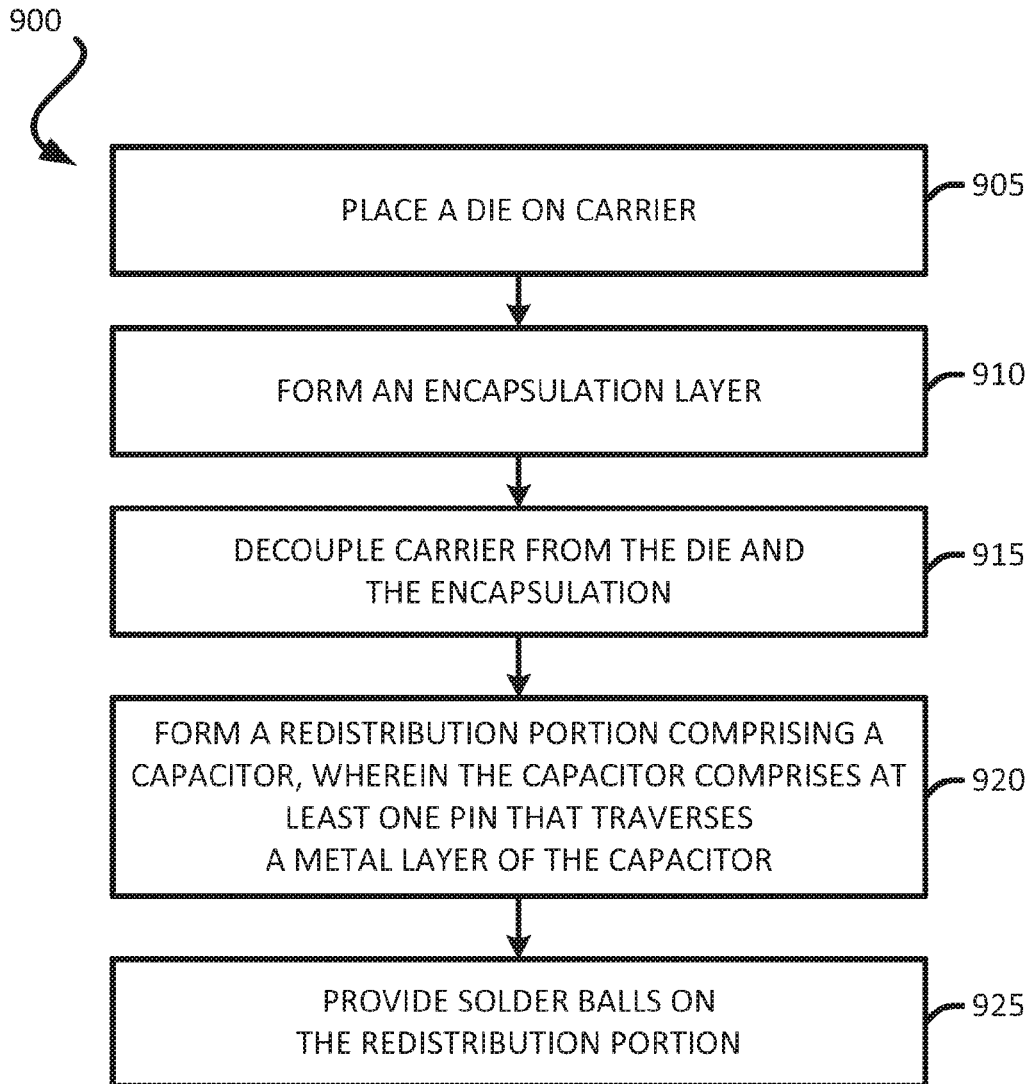 900
PLACE A DIE ON CARRIER
905
FORM AN ENCAPSULATION LAYER
910
DECOUPLE CARRIER FROM THE DIE AND
THE ENCAPSULATION
915
FORM A REDISTRIBUTION PORTION COMPRISING A
CAPACITOR, WHEREIN THE CAPACITOR COMPRISES AT
LEAST ONE PIN THAT TRAVERSES
A METAL LAYER OF THE CAPACITOR
920
PROVIDE SOLDER BALLS ON
THE REDISTRIBUTION PORTION
925